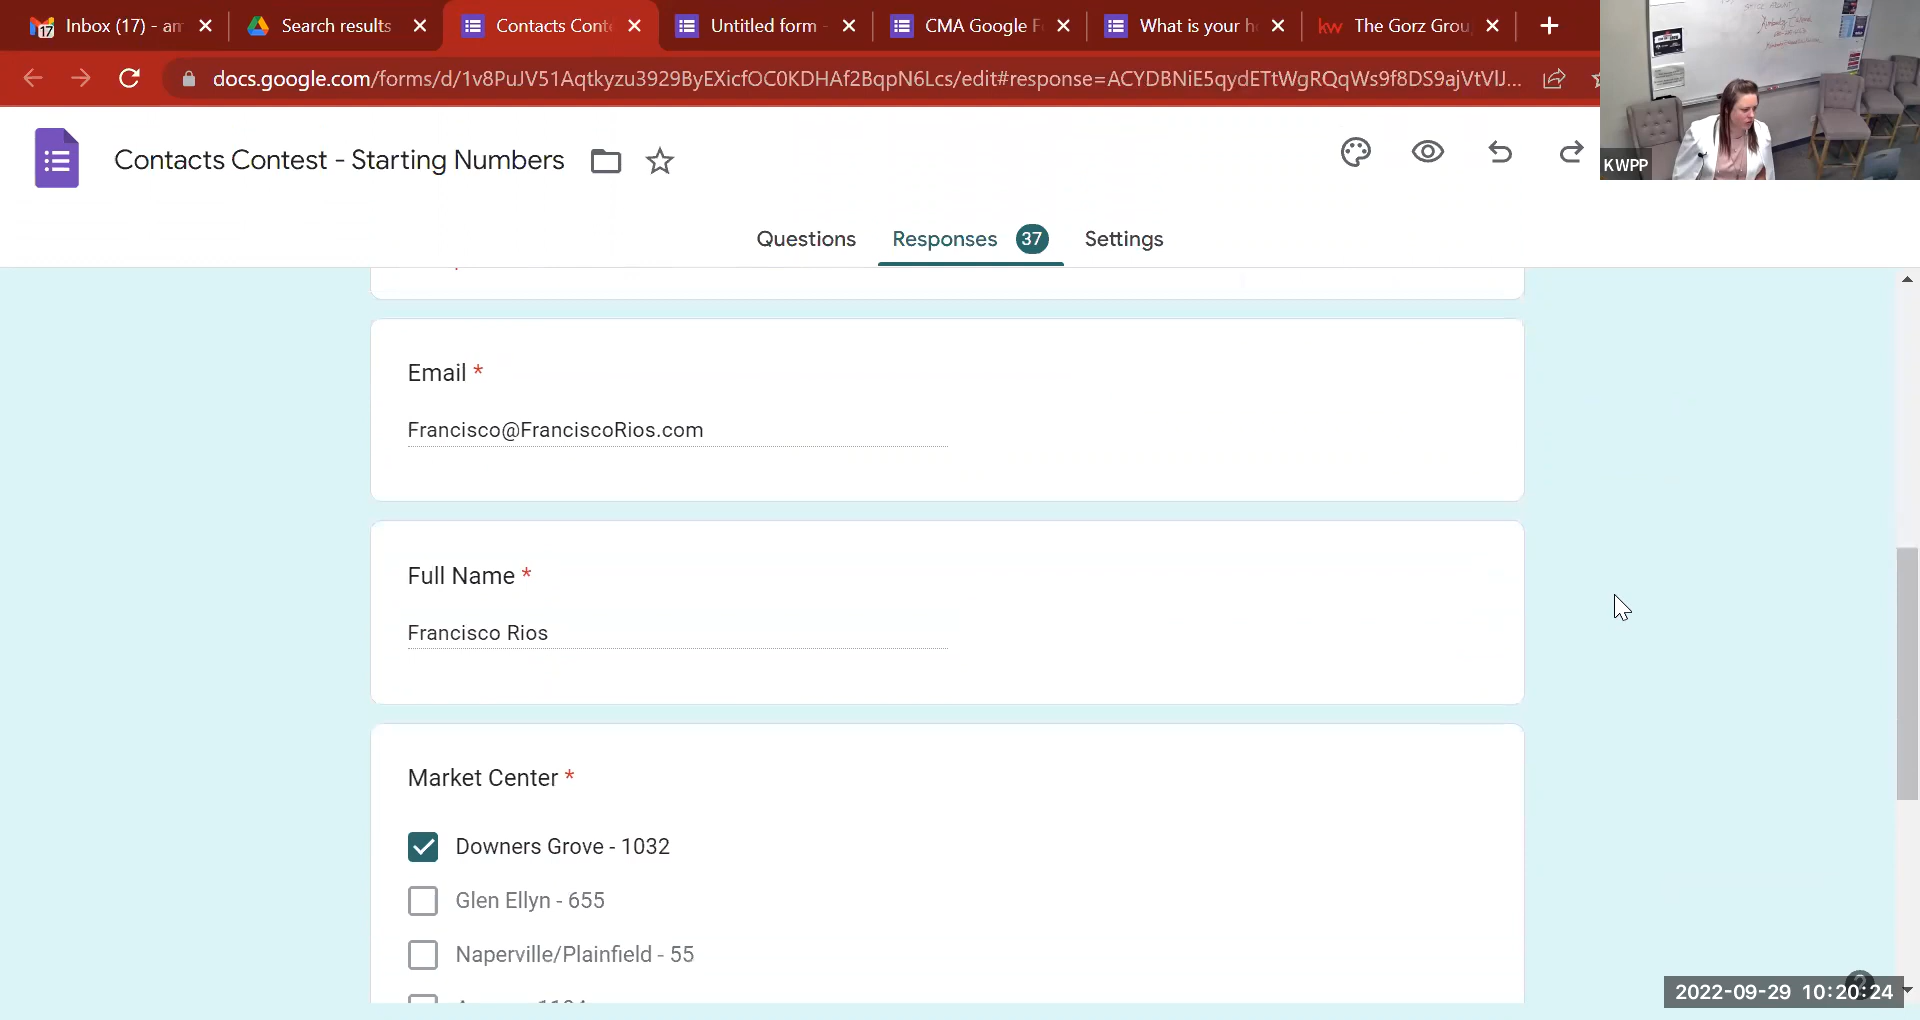 Inbox (17) - an
Search results
Contacts Conte
Untitled form -
CMA Google F
What is your h
kw The Gorz Grou
docs.google.com/forms/d/1v8PuJV51Aqtkyzu3929ByEXicfOC0KDHAf2BqpN6Lcs/edit#response=ACYDBNiE5qydETtWgRQqWs9f8DS9ajVtVlJ...
KWPP
Contacts Contest - Starting Numbers
Questions
Responses 37
Settings
Email *
Francisco@FranciscoRios.com
Full Name *
Francisco Rios
Market Center *
Downers Grove - 1032
Glen Ellyn - 655
Naperville/Plainfield - 55
2022-09-29 10:20:24